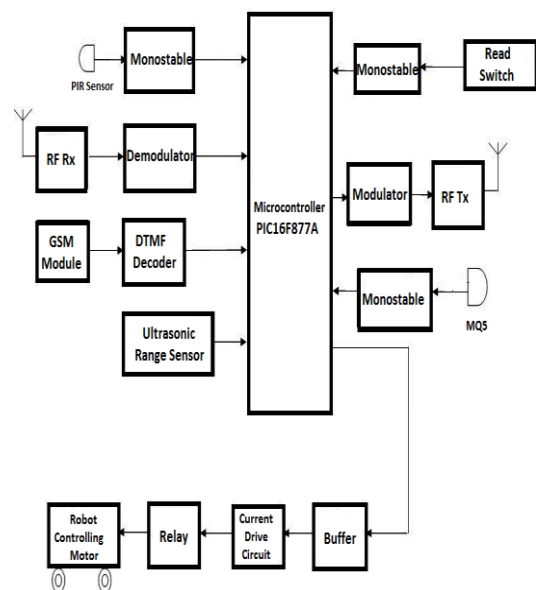 PIR Sensor
Monostable
Monostable
Read
Switch
RF Rx
Demodulator
Microcontroller
PIC16F877A
Modulator
RF Tx
GSM
Module
DTMF
Decoder
Monostable
MQ5
Ultrasonic
Range Sensor
Robot
Controlling
Motor
Relay
Current
Drive
Circuit
Buffer